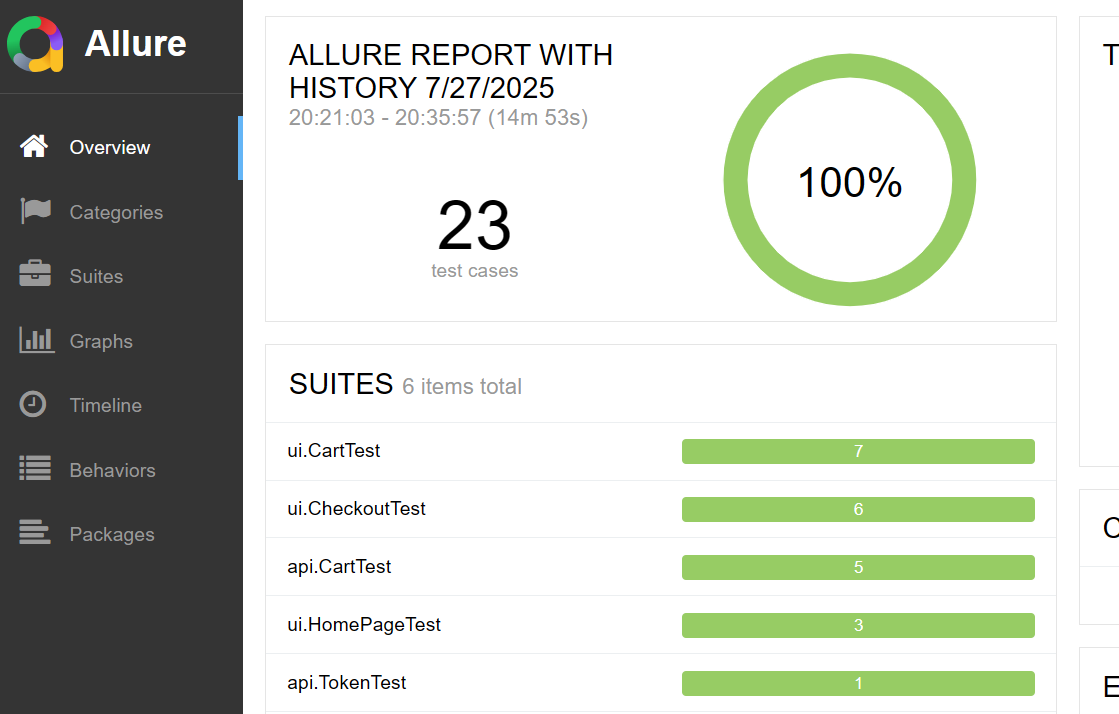 Allure
Overview
Categories
Suites
Graphs
Timeline
Behaviors
Packages
ALLURE REPORT WITH
HISTORY 7/27/2025
20:21:03 - 20:35:57 (14m 53s)
23
test cases
100%
SUITES 6 items total
ui.CartTest 7
ui.CheckoutTest 6
api.CartTest 5
ui.HomePageTest 3
api.TokenTest 1
T
C
E